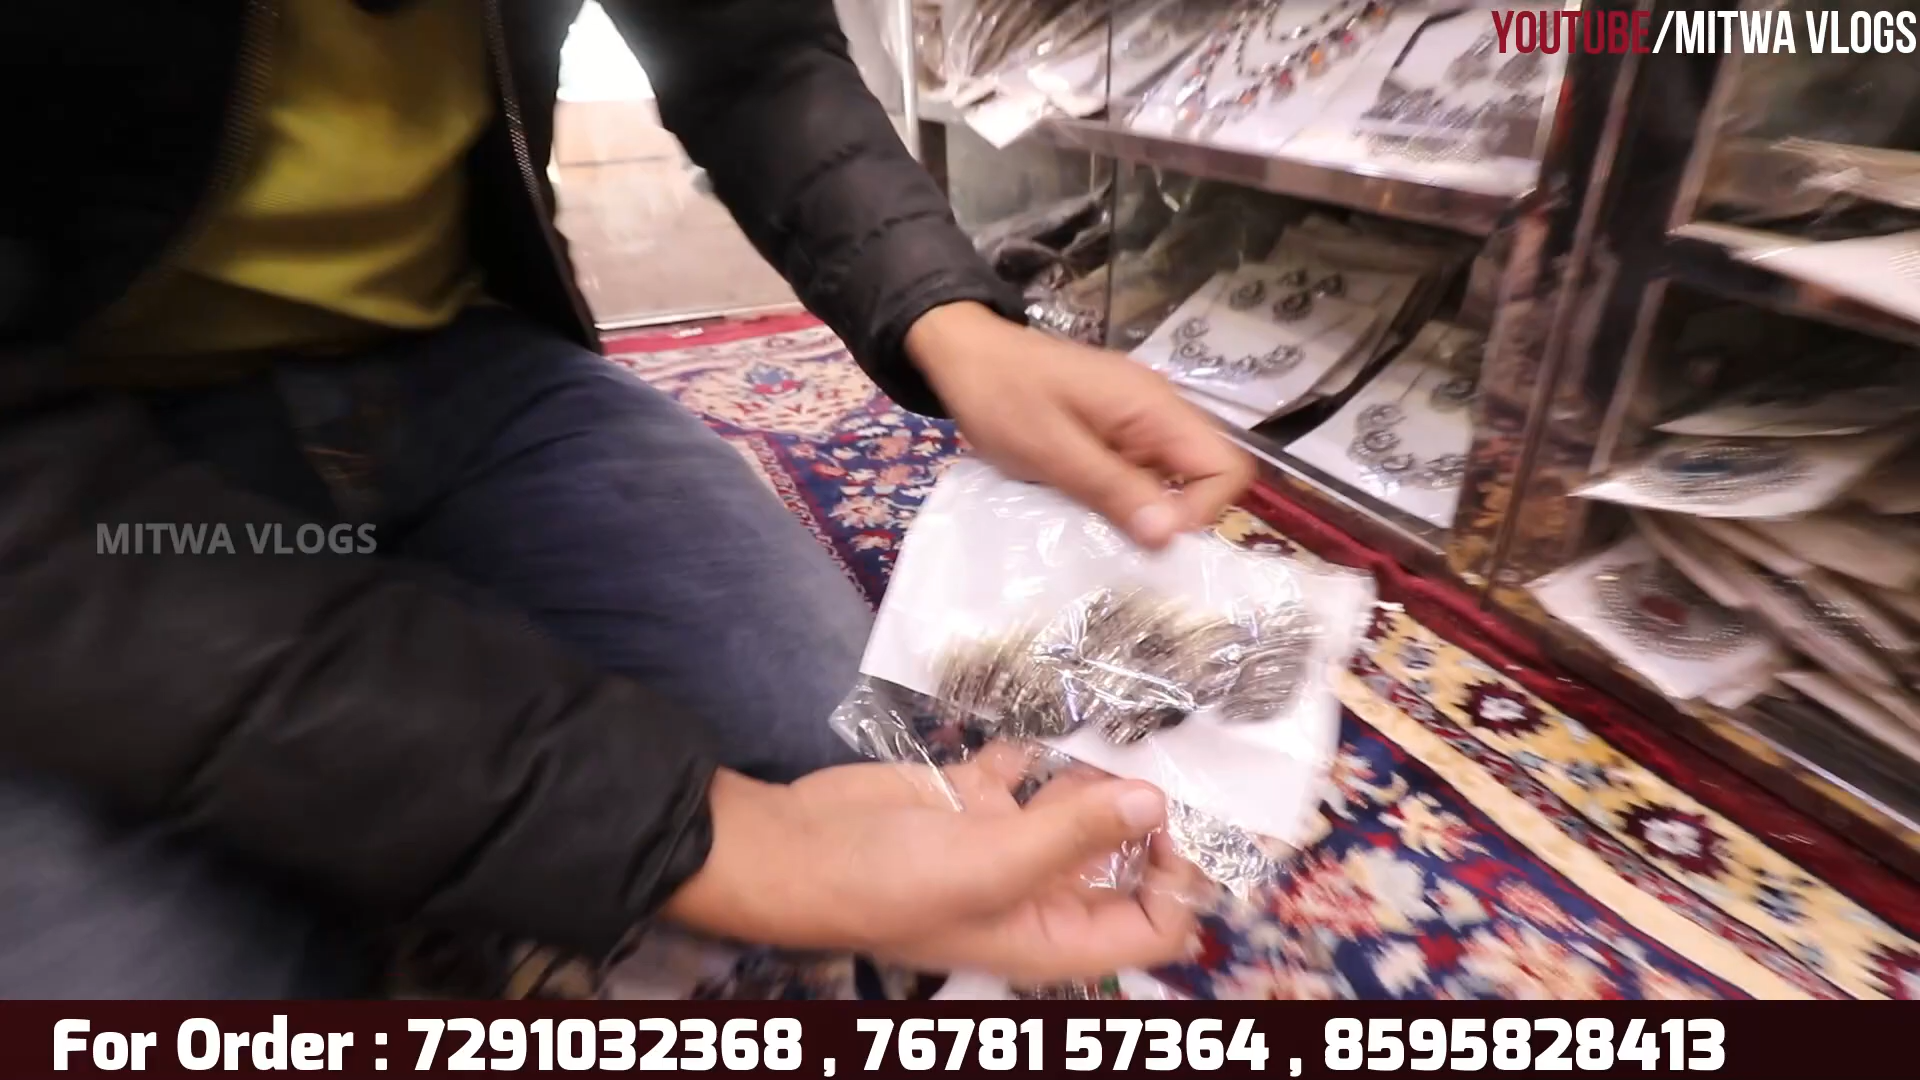 YOUTUBE/MITWA VLOGS
MITWA VLOGS
For Order : 7291032368 , 76781 57364 , 8595828413